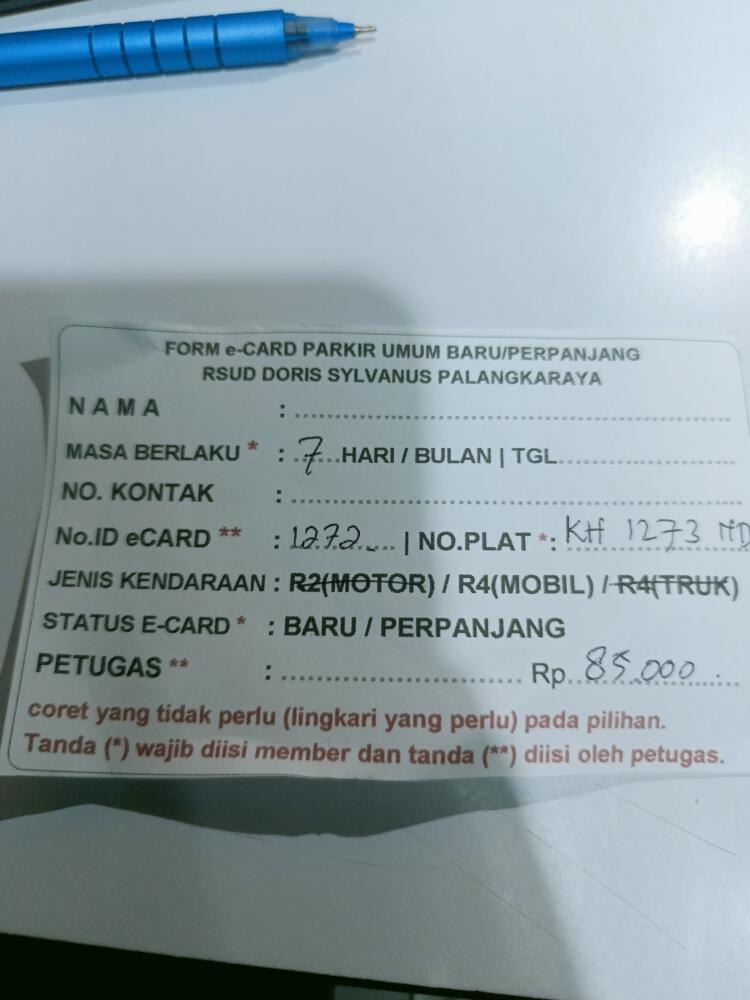 FORM e-CARD PARKIR UMUM BARU/PERPANJANG
RSUD DORIS SYLVANUS PALANGKARAYA
NAMA : ........................
MASA BERLAKU * : 7 HARI / BULAN | TGL........................
NO. KONTAK : ........................
No.ID eCARD ** : 1272 | NO.PLAT *: KH 1273
JENIS KENDARAAN : R2(MOTOR) / R4(MOBIL) / R4(TRUK)
STATUS E-CARD * : BARU / PERPANJANG
PETUGAS ** : ........................ Rp. 85.000
coret yang tidak perlu (lingkari yang perlu) pada pilihan.
Tanda (*) wajib diisi member dan tanda (**) diisi oleh petugas.